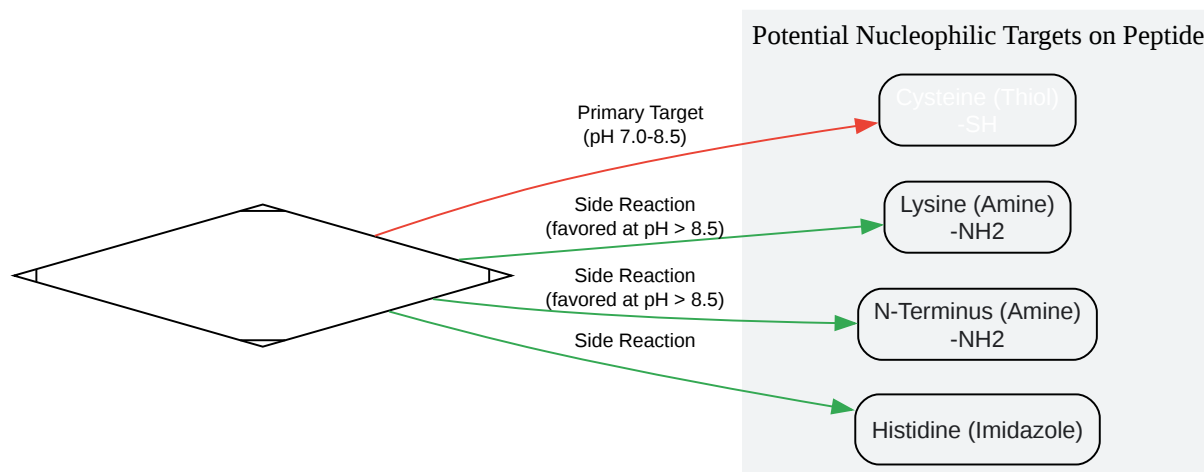 Potential Nucleophilic Targets on Peptide
Cysteine (Thiol)
-SH
Primary Target
(pH 7.0-8.5)
Lysine (Amine)
-NH2
Side Reaction
(favored at pH > 8.5)
Side Reaction
(favored at pH > 8.5)
N-Terminus (Amine)
-NH2
Side Reaction
Histidine (Imidazole)